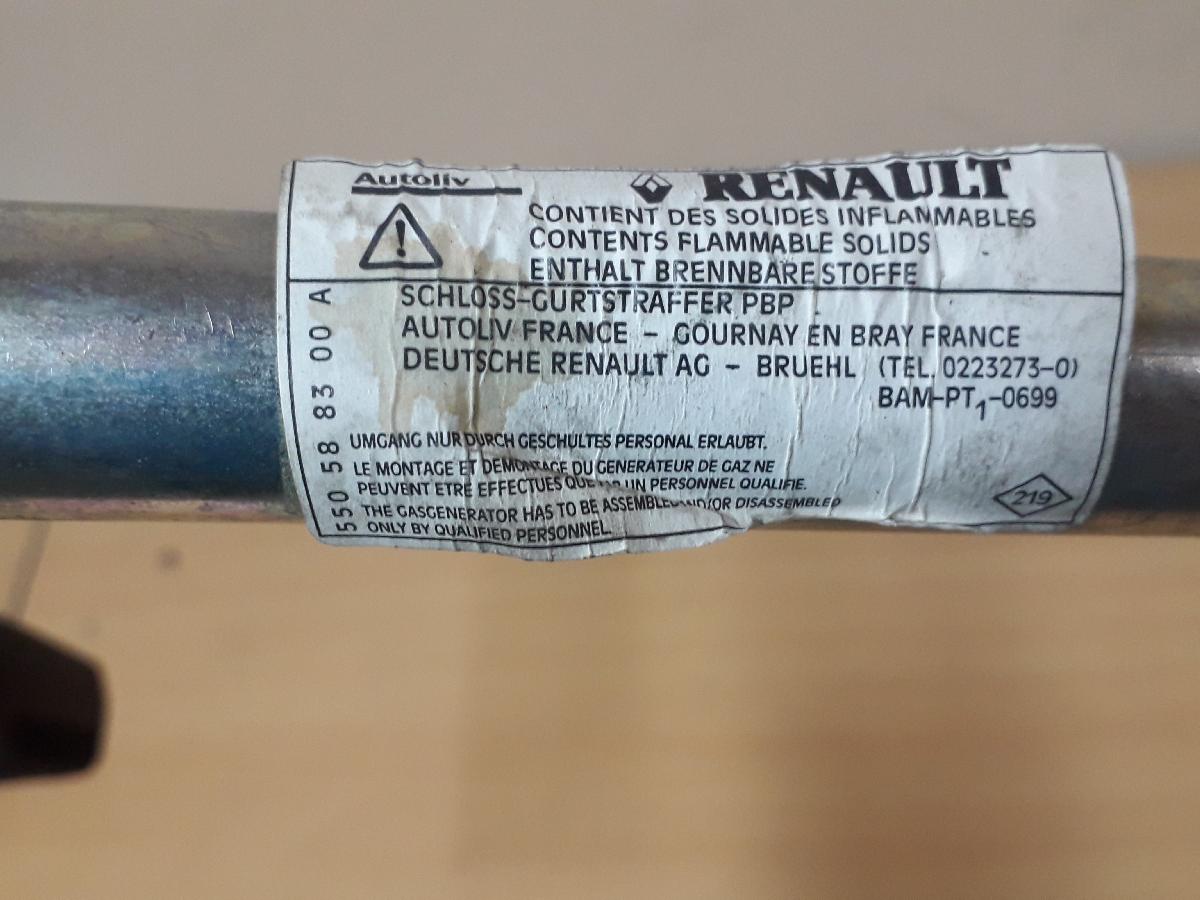 Autoliv
RENAULT
CONTIENT DES SOLIDES INFLAMMABLES
CONTENTS FLAMMABLE SOLIDS
ENTHALT BRENNBARE STOFFE
SCHLOSS-GURTSTRAFFER PBP
AUTOLIV FRANCE - GOURNAY EN BRAY FRANCE
DEUTSCHE RENAULT AG - BRUEHL (TEL. 0223273-0)
BAM-PT1-0699
550 58 83 00 A
UMGANG NUR DURCH GESCHULTES PERSONAL ERLAUBT.
LE MONTAGE ET DEMONTAGE DU GENERATEUR DE GAZ NE
PEUVENT ETRE EFFECTUES QUE UN PERSONNEL QUALIFIE.
THE GASGENERATOR HAS TO BE ASSEMBLED AND/OR DISASSEMBLED
ONLY BY QUALIFIED PERSONNEL
219